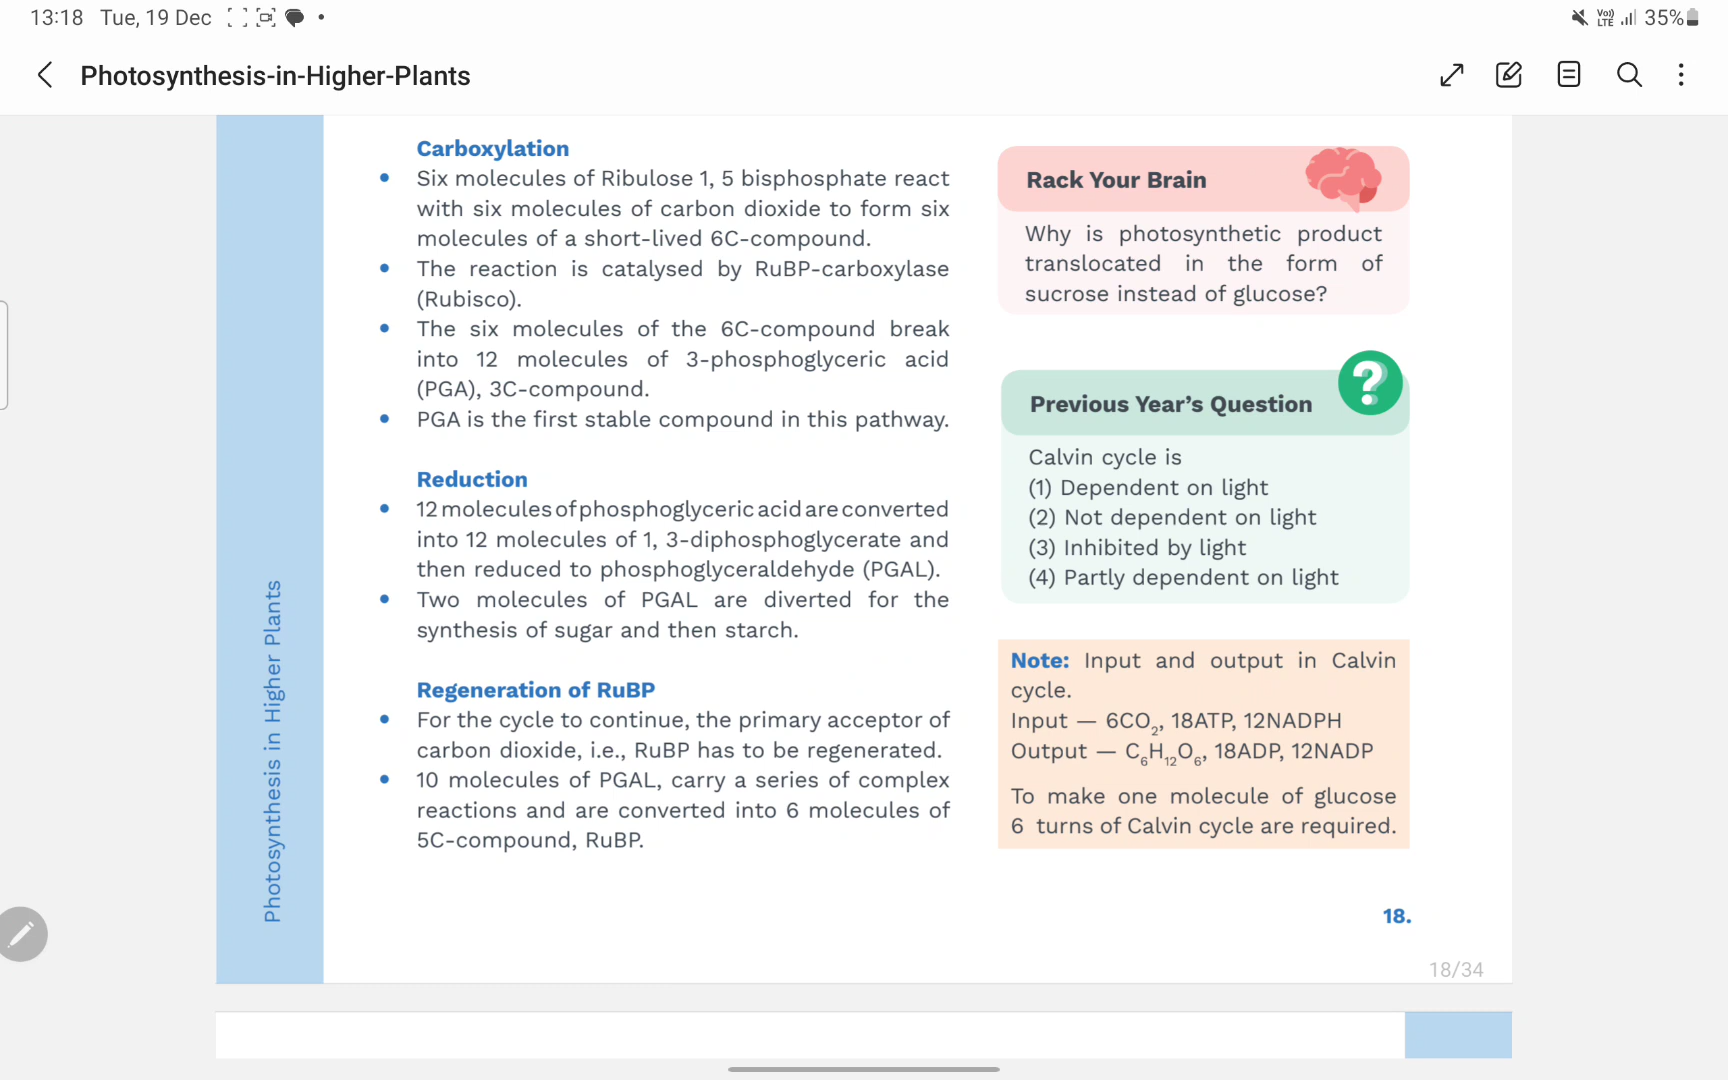 13:18 Tue, 19 Dec
Vo)) LTE 35%
Photosynthesis-in-Higher-Plants
Photosynthesis in Higher Plants
Carboxylation
• Six molecules of Ribulose 1, 5 bisphosphate react
with six molecules of carbon dioxide to form six
molecules of a short-lived 6C-compound.
• The reaction is catalysed by RuBP-carboxylase
(Rubisco).
• The six molecules of the 6C-compound break
into 12 molecules of 3-phosphoglyceric acid
(PGA), 3C-compound.
• PGA is the first stable compound in this pathway.
Reduction
• 12 molecules of phosphoglyceric acid are converted
into 12 molecules of 1, 3-diphosphoglycerate and
then reduced to phosphoglyceraldehyde (PGAL).
• Two molecules of PGAL are diverted for the
synthesis of sugar and then starch.
Regeneration of RuBP
• For the cycle to continue, the primary acceptor of
carbon dioxide, i.e., RuBP has to be regenerated.
• 10 molecules of PGAL, carry a series of complex
reactions and are converted into 6 molecules of
5C-compound, RuBP.
Rack Your Brain
Why is photosynthetic product
translocated in the form of
sucrose instead of glucose?
Previous Year's Question
?
Calvin cycle is
(1) Dependent on light
(2) Not dependent on light
(3) Inhibited by light
(4) Partly dependent on light
Note: Input and output in Calvin
cycle.
Input — 6CO₂, 18ATP, 12NADPH
Output — C₆H₁₂O₆, 18ADP, 12NADP
To make one molecule of glucose
6 turns of Calvin cycle are required.
18.
18/34